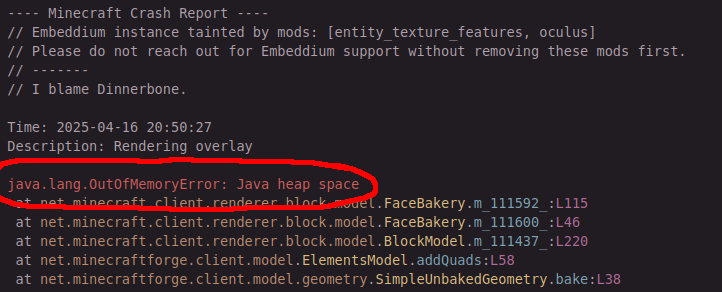 ---- Minecraft Crash Report ----
// Embeddium instance tainted by mods: [entity_texture_features, oculus]
// Please do not reach out for Embeddium support without removing these mods first.
// -------
// I blame Dinnerbone.
Time: 2025-04-16 20:50:27
Description: Rendering overlay
java.lang.OutOfMemoryError: Java heap space
at net.minecraft.client.renderer.block.model.FaceBakery.m_111592_:L115
at net.minecraft.client.renderer.block.model.FaceBakery.m_111600_:L46
at net.minecraft.client.renderer.block.model.BlockModel.m_111437_:L220
at net.minecraftforge.client.model.ElementsModel.addQuads:L58
at net.minecraftforge.client.model.geometry.SimpleUnbakedGeometry.bake:L38